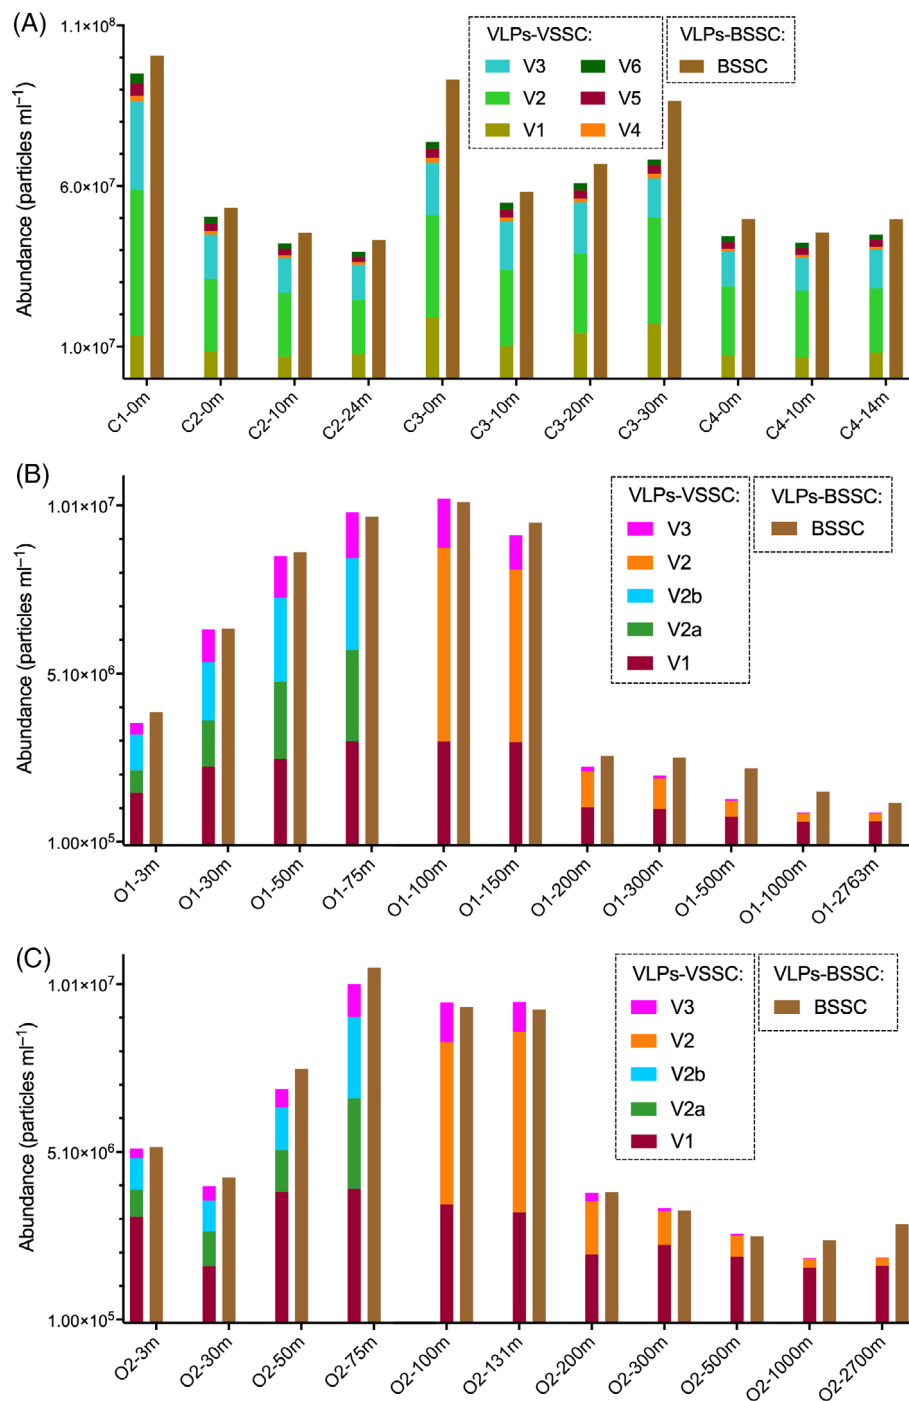 (A)
1.1×10⁸
6.0×10⁷
1.0×10⁷
Abundance (particles ml⁻¹)
VLPs-VSSC:
V3
V6
V2
V5
V1
V4
VLPs-BSSC:
BSSC
C1-0m
C2-0m
C2-10m
C2-24m
C3-0m
C3-10m
C3-20m
C3-30m
C4-0m
C4-10m
C4-14m
(B)
1.01×10⁷
5.10×10⁶
1.00×10⁵
Abundance (particles ml⁻¹)
VLPs-VSSC:
V3
V2
V2b
V2a
V1
VLPs-BSSC:
BSSC
O1-3m
O1-30m
O1-50m
O1-75m
O1-100m
O1-150m
O1-200m
O1-300m
O1-500m
O1-1000m
O1-2763m
(C)
1.01×10⁷
5.10×10⁶
1.00×10⁵
Abundance (particles ml⁻¹)
VLPs-VSSC:
V3
V2
V2b
V2a
V1
VLPs-BSSC:
BSSC
O2-3m
O2-30m
O2-50m
O2-75m
O2-100m
O2-131m
O2-200m
O2-300m
O2-500m
O2-1000m
O2-2700m